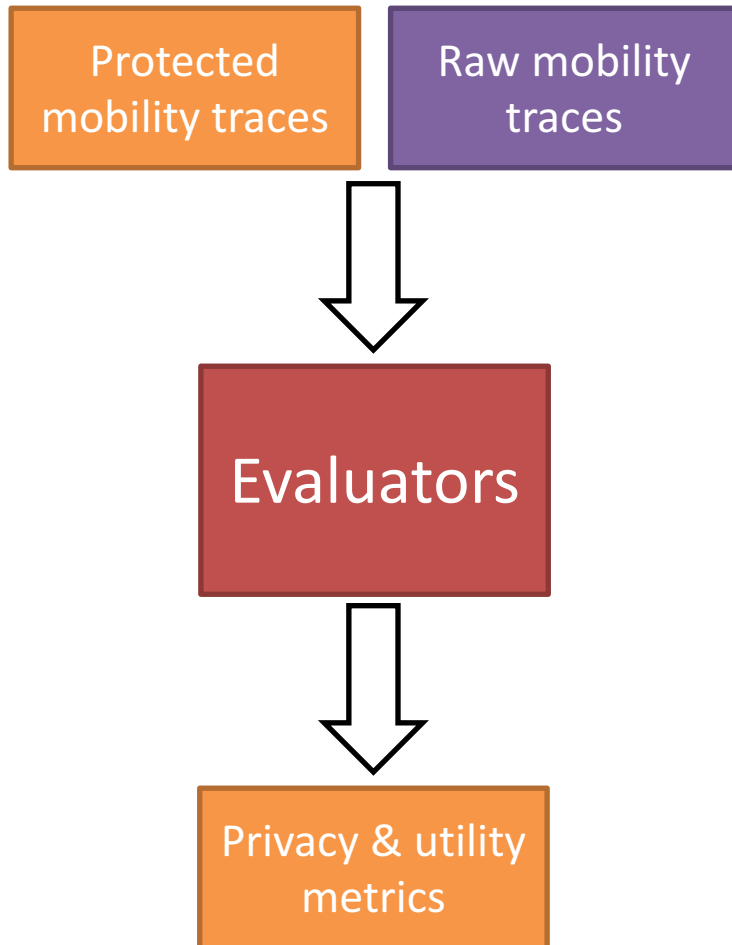 Protected
mobility traces
Raw mobility
traces
Evaluators
Privacy & utility
metrics